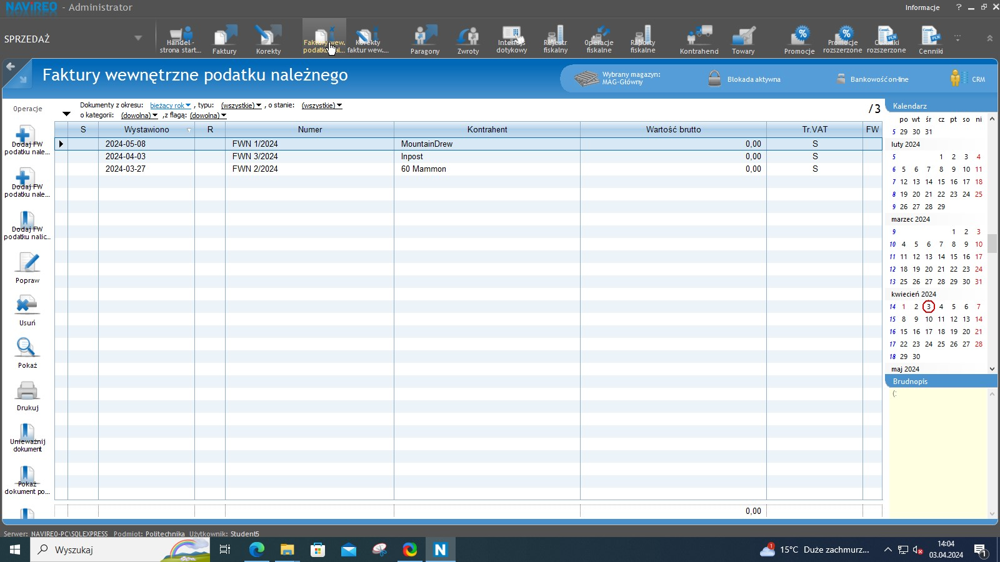 NAVIREO - Administrator
Informacje ?
SPRZEDAŻ
Handel - strona start...
Faktury
Korekty
Faktury wew. podatku nal...
Korekty faktur wew....
Paragony
Zwroty
Interfejs dotykowy
Rejestr fiskalny
Operacje fiskalne
Raporty fiskalne
Kontrahenci
Towary
Promocje
Promocje rozszerzone
Cenniki rozszerzone
Cenniki
Faktury wewnętrzne podatku należnego
Wybrany magazyn:
MAG-Główny
Blokada aktywna
Bankowość on-line
CRM
Operacje
Dokumenty z okresu: bieżący rok , typu: (wszystkie) , o stanie: (wszystkie)
o kategorii: (dowolna) ,z flagą: (dowolna)
/ 3
S Wystawiono R Numer Kontrahent Wartość brutto Tr.VAT FW
2024-05-08 FWN 1/2024 MountainDrew 0,00 S
2024-04-03 FWN 3/2024 Inpost 0,00 S
2024-03-27 FWN 2/2024 60 Mammon 0,00 S
0,00
Dodaj FW
podatku nale...
Dodaj FW
podatku nale...
Dodaj FW
podatku nalic...
Popraw
Usuń
Pokaż
Drukuj
Unieważnij
dokument
Pokaż
dokument po...
Kalendarz
po wt śr cz pt so ni
5 29 30 31
luty 2024
5 1 2 3 4
6 5 6 7 8 9 10 11
7 12 13 14 15 16 17 18
8 19 20 21 22 23 24 25
9 26 27 28 29
marzec 2024
9 1 2 3
10 4 5 6 7 8 9 10
11 11 12 13 14 15 16 17
12 18 19 20 21 22 23 24
13 25 26 27 28 29 30 31
kwiecień 2024
14 1 2 3 4 5 6 7
15 8 9 10 11 12 13 14
16 15 16 17 18 19 20 21
17 22 23 24 25 26 27 28
18 29 30
maj 2024
Brudnopis
(:
Serwer: NAVIREO-PC\SQLEXPRESS Podmiot: Politechnika Użytkownik: Student5
Wyszukaj
N
1
15°C Duże zachmurz...
14:04
03.04.2024
1